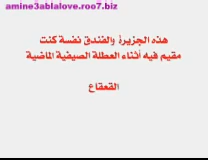 amine3ablalove.roo7.biz
هذه الجزيرة والفندق نفسة كنت
مقيم فيه أثناء العطلة الصيفية الماضية
القعقاع